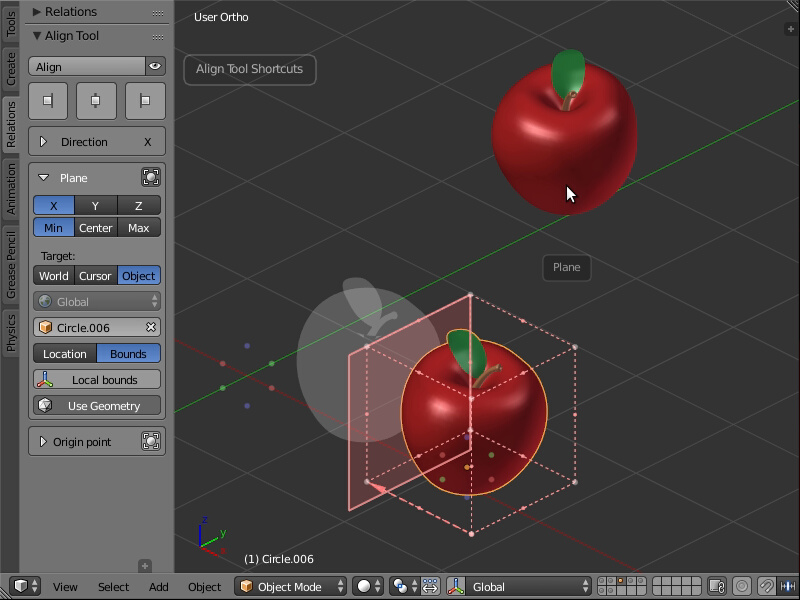 Tools
Create
Relations
Animation
Grease Pencil
Physics
Relations
Align Tool
Align
Direction X
Plane
X Y Z
Min Center Max
Target:
World Cursor Object
Global
Circle.006
Location Bounds
Local bounds
Use Geometry
Origin point
User Ortho
Align Tool Shortcuts
Plane
z
y
x
(1) Circle.006
View Select Add Object Object Mode Global